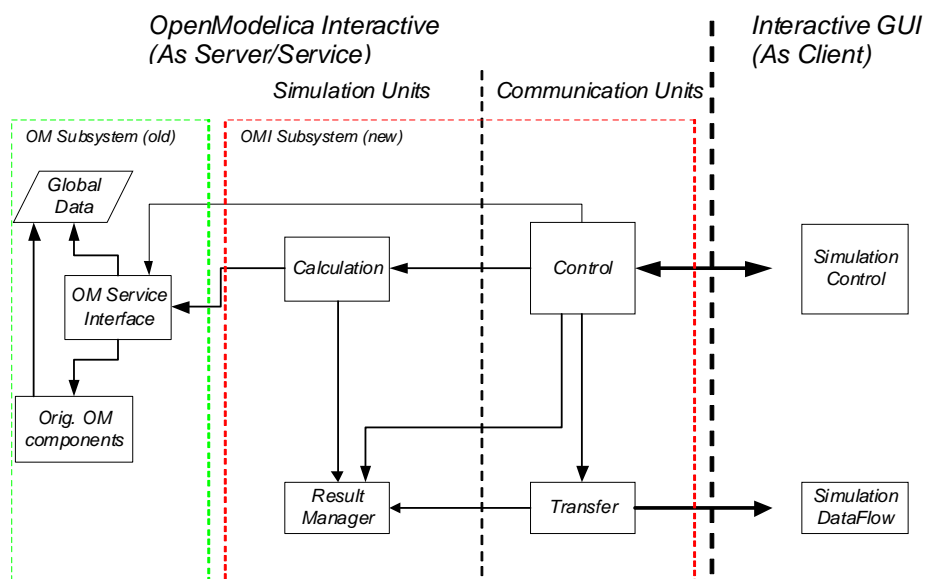 OpenModelica Interactive
(As Server/Service)
Interactive GUI
(As Client)
Simulation Units
Communication Units
OM Subsystem (old)
OMI Subsystem (new)
Global
Data
Calculation
Control
Simulation
Control
OM Service
Interface
Orig. OM
components
Result
Manager
Transfer
Simulation
DataFlow